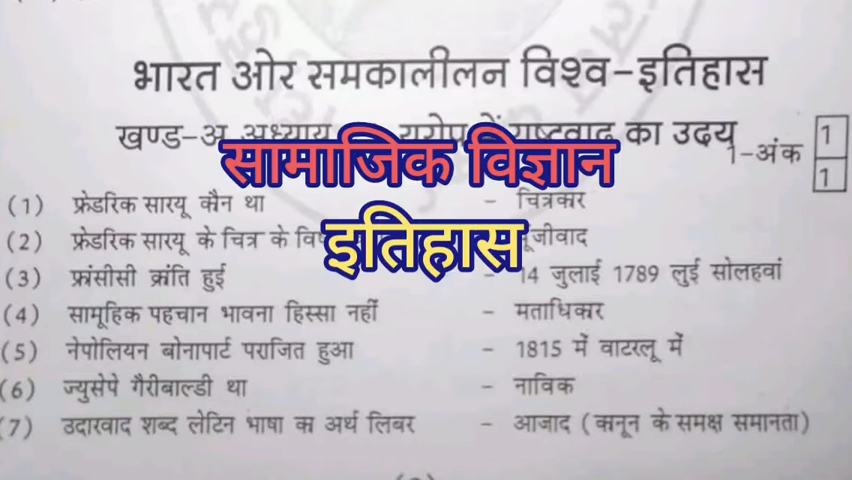 भारत ओर समकालीलन विश्व-इतिहास
खण्ड-अ अध्याय में राष्ट्रवाद का उदय
1-अंक
1
1
सामाजिक विज्ञान
इतिहास
(1) फ्रेडरिक सारयू कौन था - चित्रकार
(2) फ्रेडरिक सारयू के चित्र के
(3) फ्रांसीसी क्रांति हुई - 14 जुलाई 1789 लुई सोलहवां
(4) सामूहिक पहचान भावना हिस्सा नहीं - मताधिकार
(5) नेपोलियन बोनापार्ट पराजित हुआ - 1815 में वाटरलू में
(6) ज्युसेपे गैरीबाल्डी था - नाविक
7) उदारवाद शब्द लेटिन भाषा का अर्थ लिबर - आजाद (कानून के समक्ष समानता)